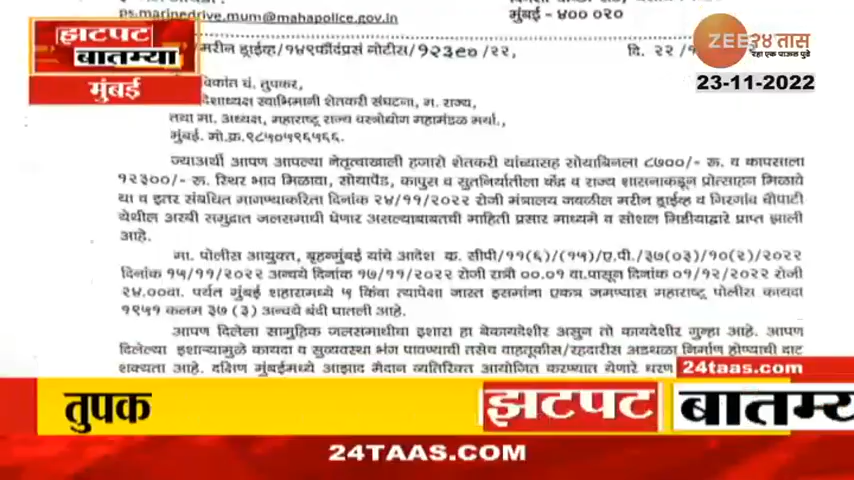 ps.marinedrive.mum@mahapolice.gov.in
मुंबई - ४०० ०२०
झटपट
बातम्या
मुंबई
ZEE २४ तास
रहा एक पाऊल पुढे
23-11-2022
मरीन ड्राईव्ह/१४९फौदप्रसं नोटीस/१२३८०/२२,
दि. २२/१
विकांत चं. तुपकर,
देशाध्यक्ष स्वाभिमानी शेतकरी संघटना, म. राज्य,
तथा मा. अध्यक्ष, महाराष्ट्र राज्य वस्त्रोद्योग महामंडळ मर्या.,
मुंबई. मो.क्र.९८५०५९६५६६.
ज्याअर्थी आपण आपल्या नेतृत्वाखाली हजारो शेतकरी यांच्यासह सोयाबिनला ८७००/- रू. व कापसाला
१२३००/- रू. स्थिर भाव मिळावा, सोयापेंड, कापुस व सुतनिर्यातीला केंद्र व राज्य शासनाकडून प्रोत्साहन मिळावे
या व इतर संबंधित मागण्याकरिता दिनांक २४/११/२०२२ रोजी मंत्रालय जवळील मरीन ड्राईव्ह व गिरगांव चौपाटी
येथील अरबी समुद्रात जलसमाधी घेणार असल्याबाबतची माहिती प्रसार माध्यमे व सोशल मिडीयाद्वारे प्राप्त झाली
आहे.
मा. पोलीस आयुक्त, बृहन्मुंबई यांचे आदेश क्र. सीपी/११(६)/(१५)/ए.पी./३७(०३)/१०(२)/२०२२
दिनांक १५/११/२०२२ अन्वये दिनांक १७/११/२०२२ रोजी रात्री ००.०१ वा.पासून दिनांक ०१/१२/२०२२ रोजी
२४.००वा. पर्यंत मुंबई शहरामध्ये ५ किंवा त्यापेक्षा जास्त इसमांना एकत्र जमण्यास महाराष्ट्र पोलीस कायदा
१९५१ कलम ३७ (३) अन्वये बंदी घातली आहे.
आपण दिलेला सामुहिक जलसमाधीचा इशारा हा बेकायदेशीर असुन तो कायदेशीर गुन्हा आहे. आपण
दिलेल्या इशाऱ्यामुळे कायदा व सुव्यवस्था भंग पावण्याची तसेच वाहतूकीस/रहदारीस अडथळा निर्माण होण्याची दाट
शक्यता आहे. दक्षिण मुंबईमध्ये आझाद मैदान व्यतिरिक्त आयोजित करण्यात येणारे धरणे
24taas.com
तुपक
झटपट
बातम्य
24TAAS.COM